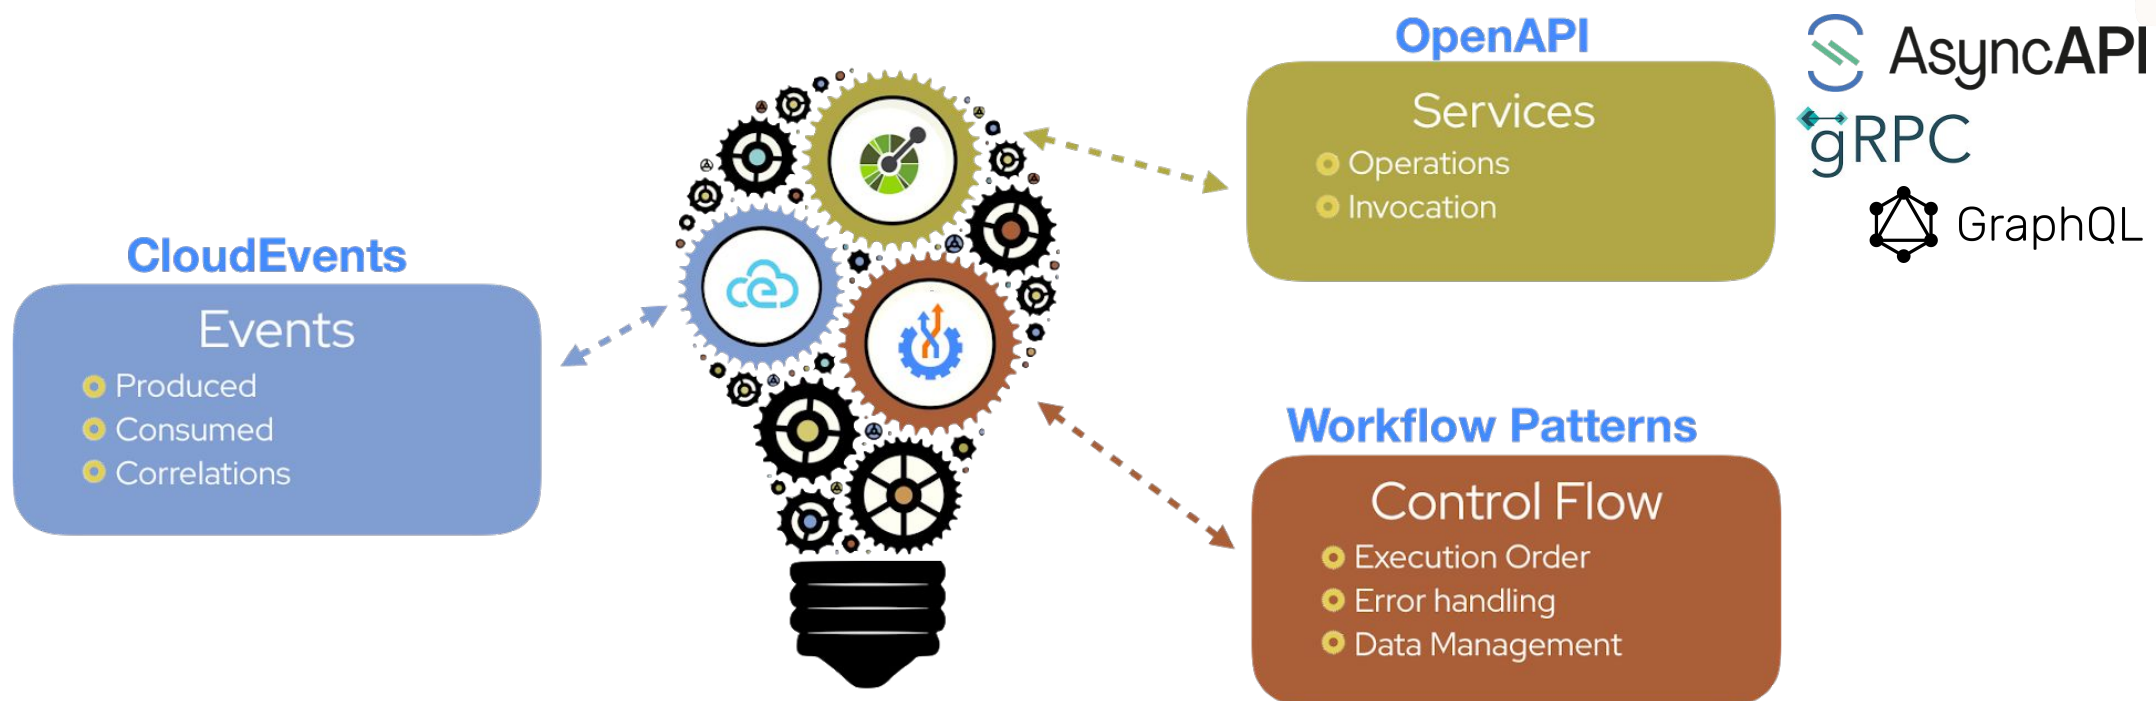 CloudEvents
Events
Produced
Consumed
Correlations
OpenAPI
Services
Operations
Invocation
AsyncAPI
gRPC
GraphQL
Workflow Patterns
Control Flow
Execution Order
Error handling
Data Management